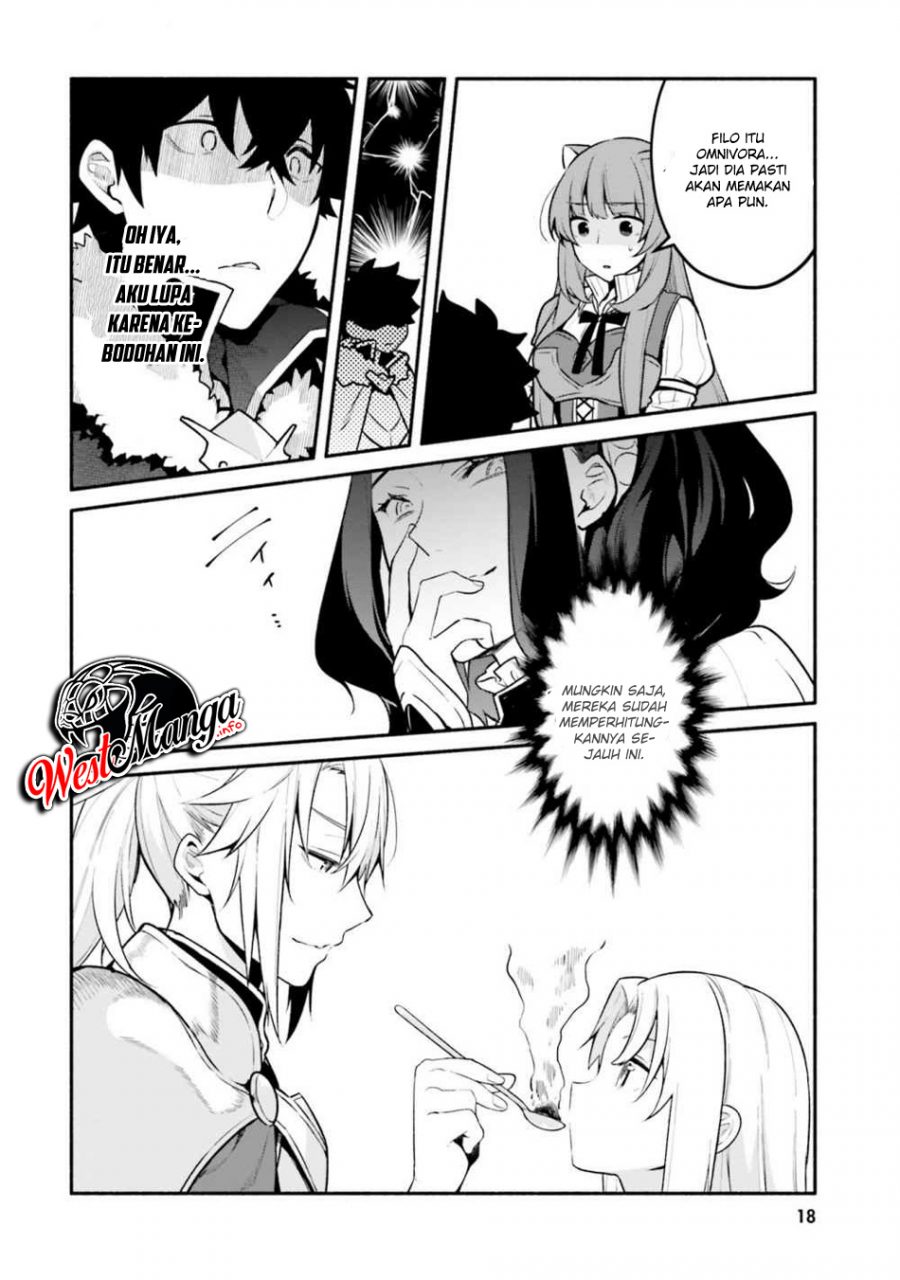 FILO ITU
OMNIVORA...
JADI DIA PASTI
AKAN MEMAKAN
APA PUN.
OH IYA,
ITU BENAR...
AKU LUPA
KARENA KE-
BODOHAN INI.
MUNGKIN SAJA,
MEREKA SUDAH
MEMPERHITUNG-
KANNYA SE-
JAUH INI.
WestManga
.info
18